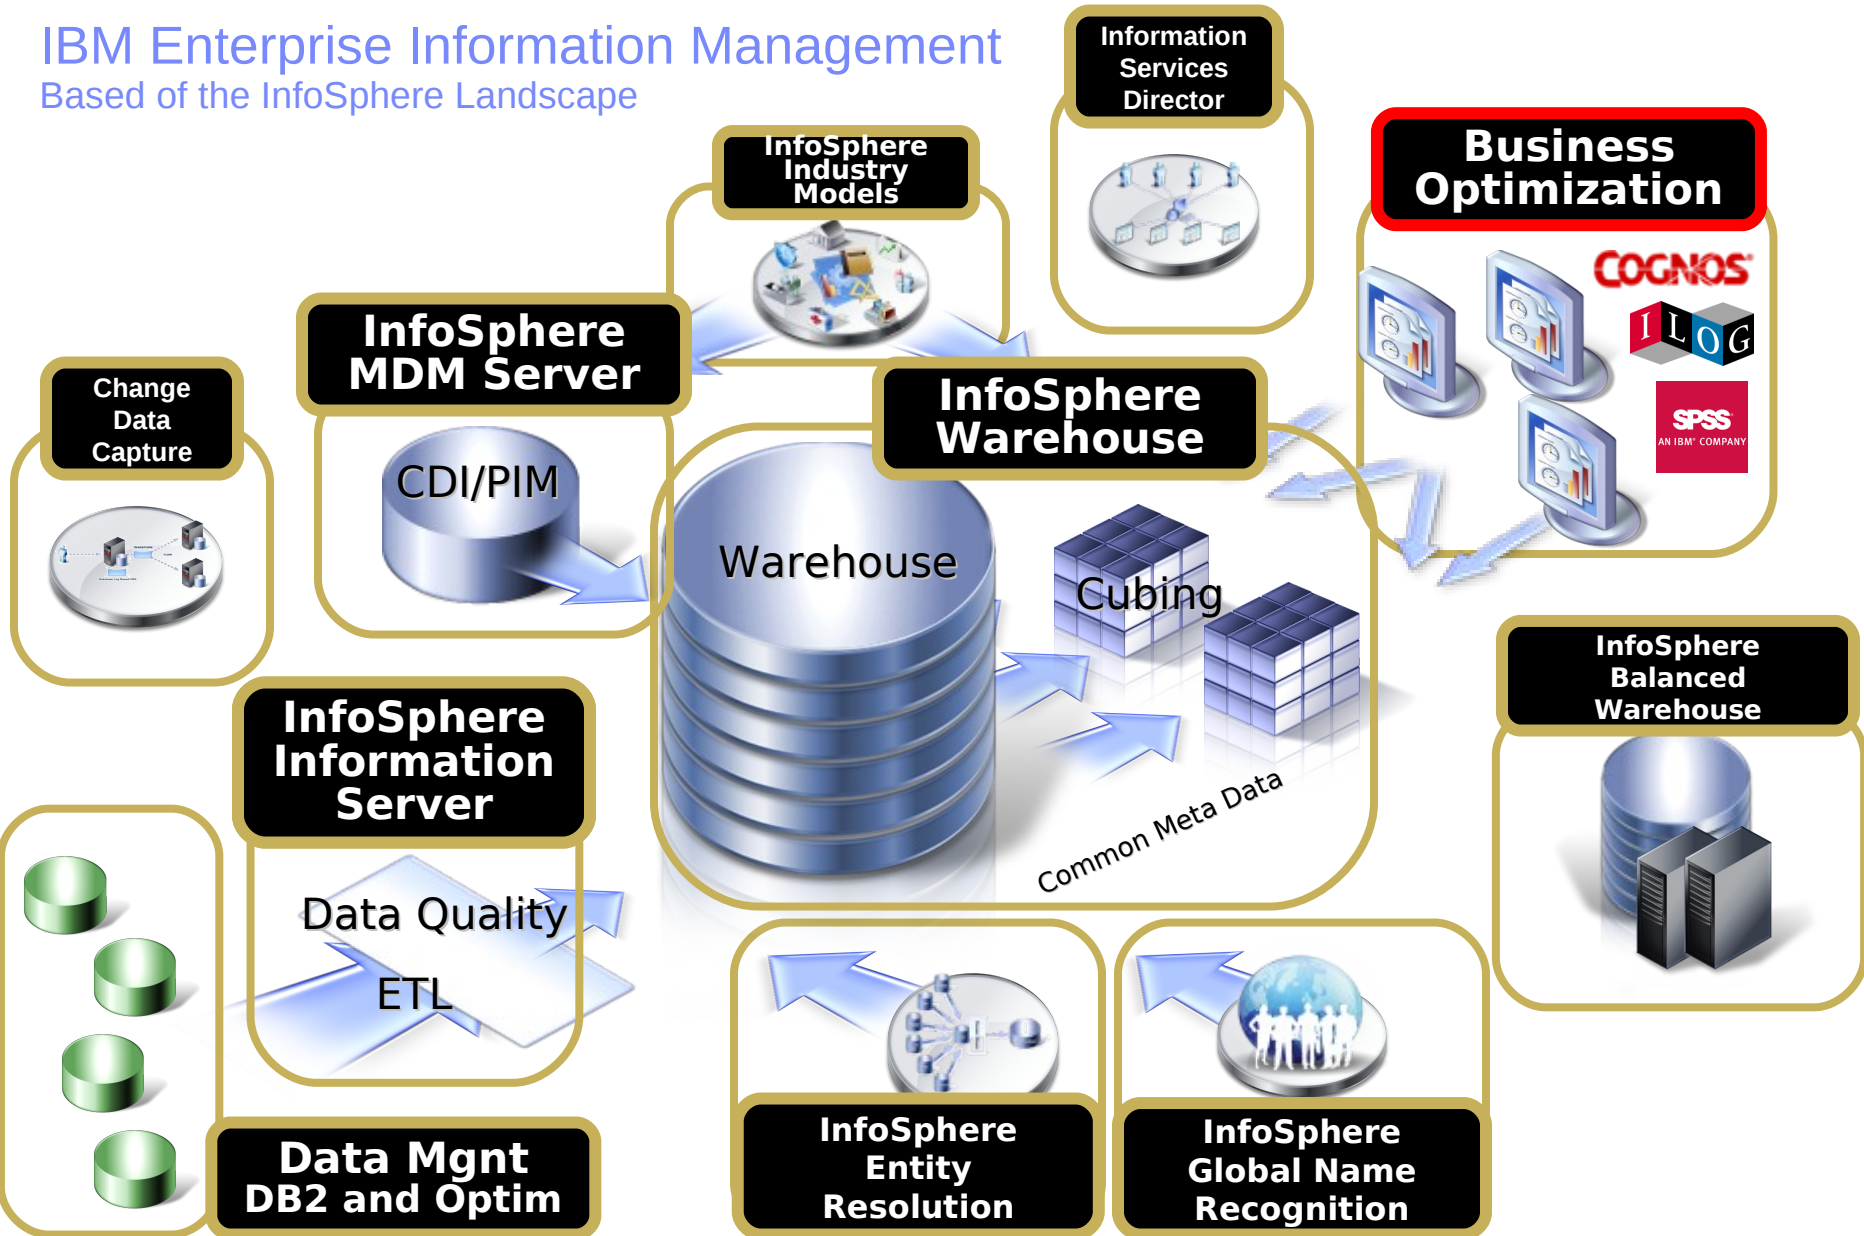 IBM Enterprise Information Management
Based of the InfoSphere Landscape
Information
Services
Director
Business
Optimization
InfoSphere
Industry
Models
COGNOS
ILOG
SPSS
AN IBM® COMPANY
InfoSphere
MDM Server
InfoSphere
Warehouse
Change
Data
Capture
CDI/PIM
Warehouse
Cubing
Common Meta Data
InfoSphere
Balanced
Warehouse
InfoSphere
Information
Server
Data Quality
ETL
Data Mgnt
DB2 and Optim
InfoSphere
Entity
Resolution
InfoSphere
Global Name
Recognition